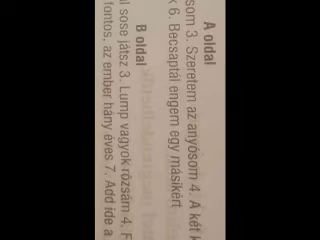 A oldal
som 3. Szeretem az anyósom 4. A két
6. Becsaptál engem egy másikért
B oldal
sose játsz 3. Lump vagyok rózsám 4.
fontos, az ember hány éves 7. Add ide a